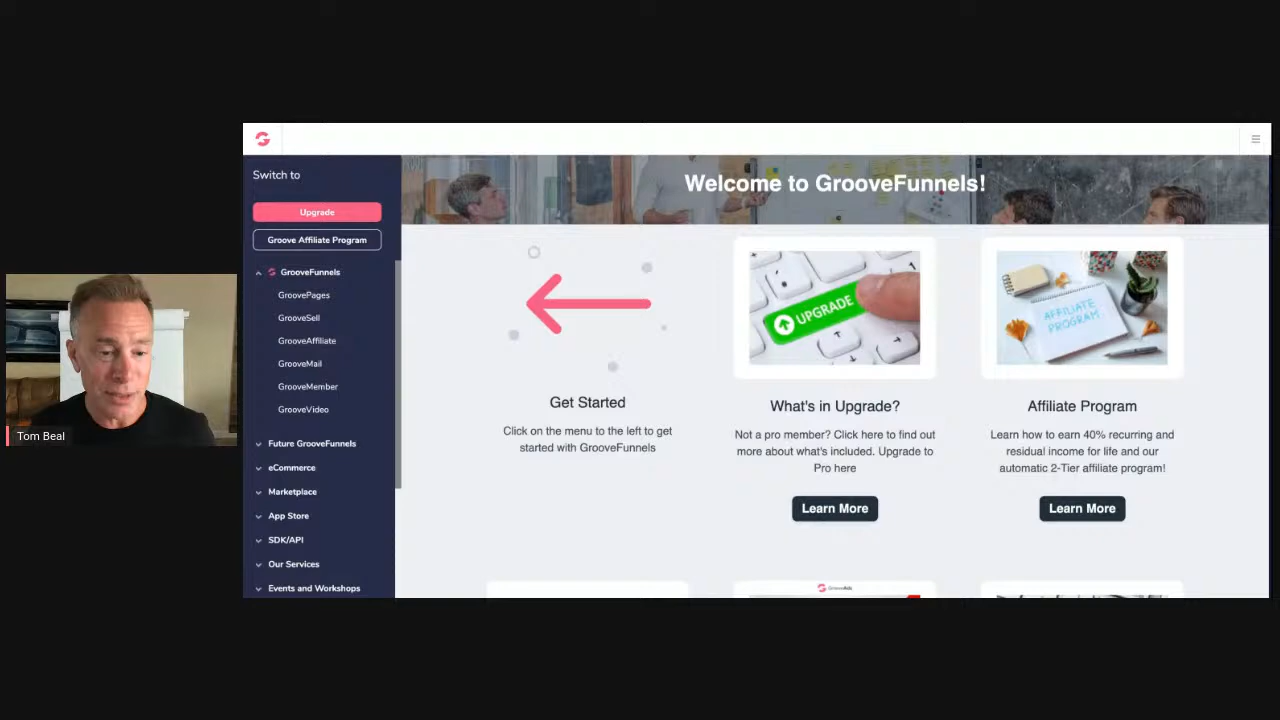 Tom Beal
Switch to
Upgrade
Groove Affiliate Program
GrooveFunnels
GroovePages
GrooveSell
GrooveAffiliate
GrooveMail
GrooveMember
GrooveVideo
Future GrooveFunnels
eCommerce
Marketplace
App Store
SDK/API
Our Services
Events and Workshops
Welcome to GrooveFunnels!
Get Started
Click on the menu to the left to get
started with GrooveFunnels
UPGRADE
What's in Upgrade?
Not a pro member? Click here to find out
more about what's included. Upgrade to
Pro here
Learn More
AFFILIATE
PROGRAM
Affiliate Program
Learn how to earn 40% recurring and
residual income for life and our
automatic 2-Tier affiliate program!
Learn More